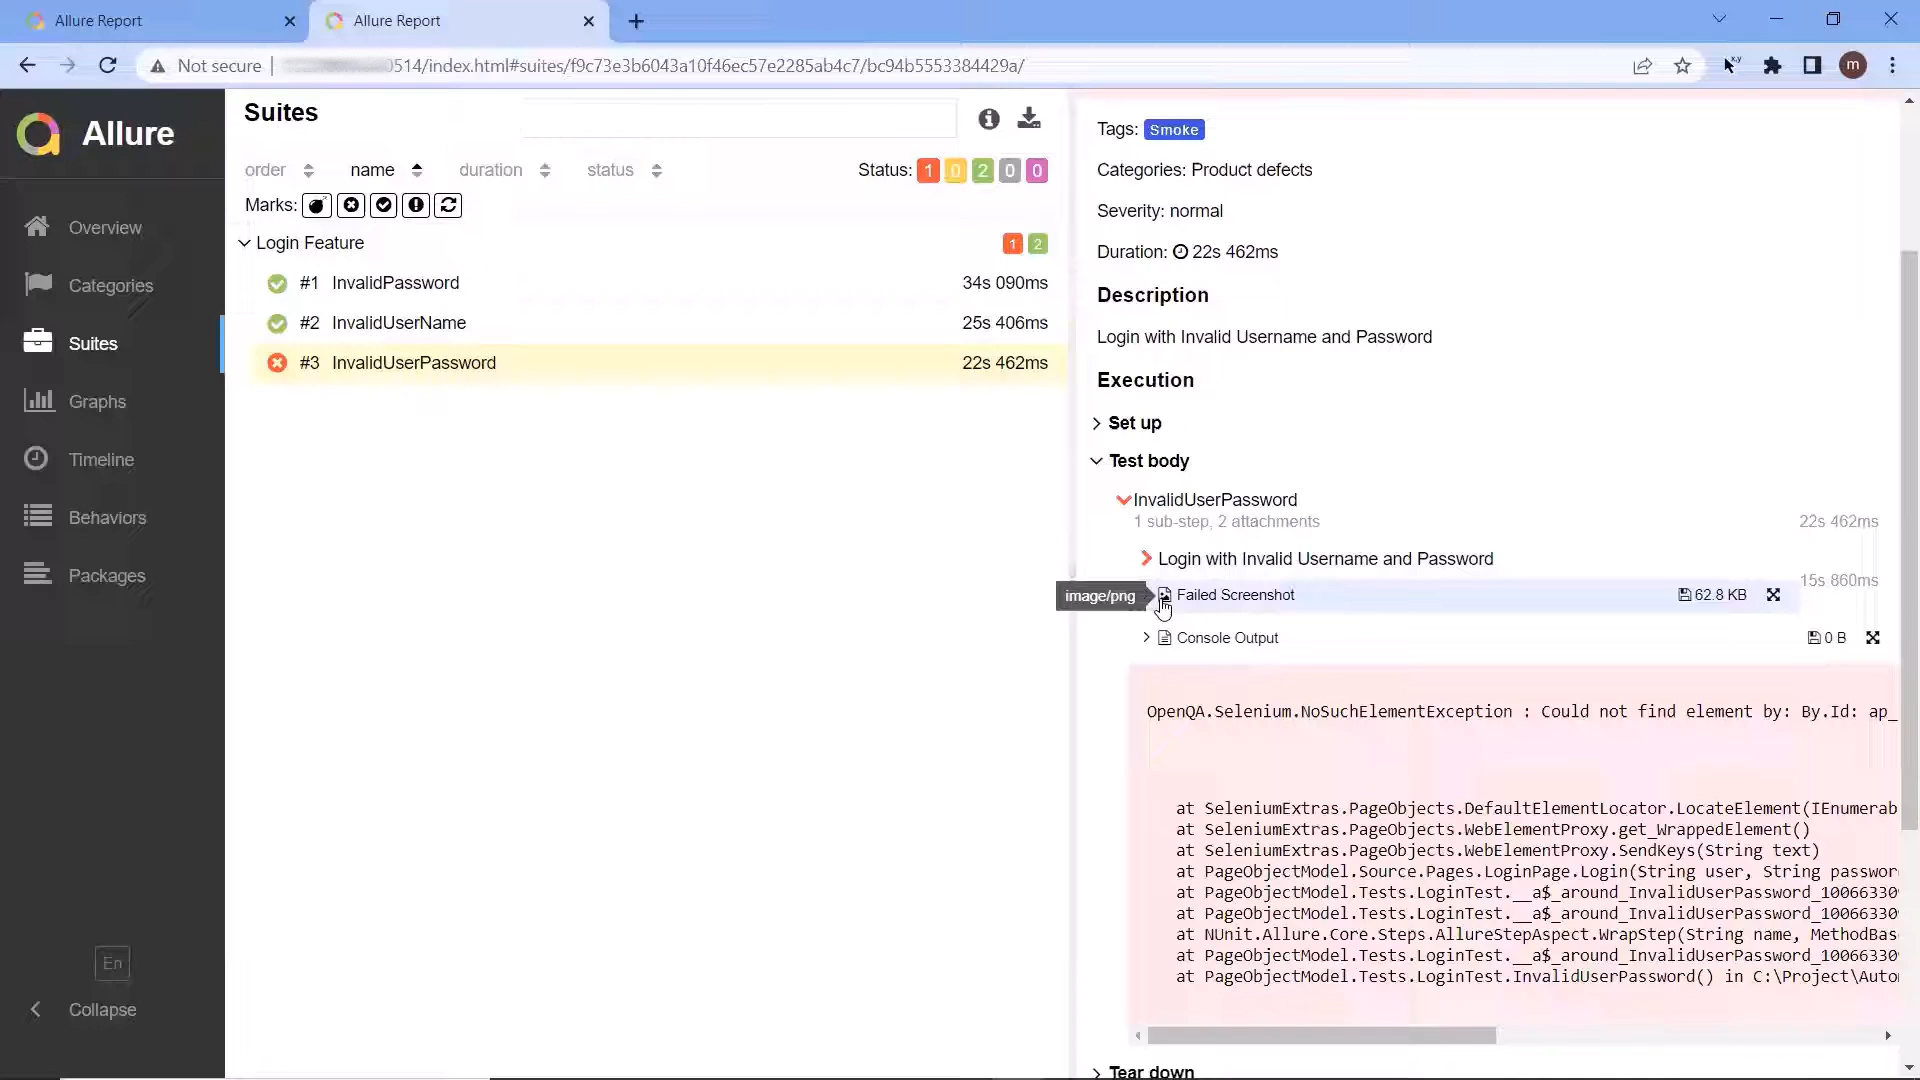 Allure Report
Allure Report
Not secure 0514/index.html#suites/f9c73e3b6043a10f46ec57e2285ab4c7/bc94b5553384429a/
m
Allure
Overview
Categories
Suites
Graphs
Timeline
Behaviors
Packages
En
Collapse
Suites
order name duration status Status: 1 0 2 0 0
Marks:
Login Feature 1 2
#1 InvalidPassword 34s 090ms
#2 InvalidUserName 25s 406ms
#3 InvalidUserPassword 22s 462ms
Tags: Smoke
Categories: Product defects
Severity: normal
Duration: 22s 462ms
Description
Login with Invalid Username and Password
Execution
Set up
Test body
InvalidUserPassword
1 sub-step, 2 attachments 22s 462ms
Login with Invalid Username and Password
15s 860ms
image/png Failed Screenshot 62.8 KB
Console Output 0 B
OpenQA.Selenium.NoSuchElementException : Could not find element by: By.Id: ap_
at SeleniumExtras.PageObjects.DefaultElementLocator.LocateElement(IEnumerab
at SeleniumExtras.PageObjects.WebElementProxy.get_WrappedElement()
at SeleniumExtras.PageObjects.WebElementProxy.SendKeys(String text)
at PageObjectModel.Source.Pages.LoginPage.Login(String user, String passwor
at PageObjectModel.Tests.LoginTest.__a$_around_InvalidUserPassword_10066330
at PageObjectModel.Tests.LoginTest.__a$_around_InvalidUserPassword_10066330
at NUnit.Allure.Core.Steps.AllureStepAspect.WrapStep(String name, MethodBas
at PageObjectModel.Tests.LoginTest.__a$_around_InvalidUserPassword_10066330
at PageObjectModel.Tests.LoginTest.InvalidUserPassword() in C:\Project\Auto
Tear down